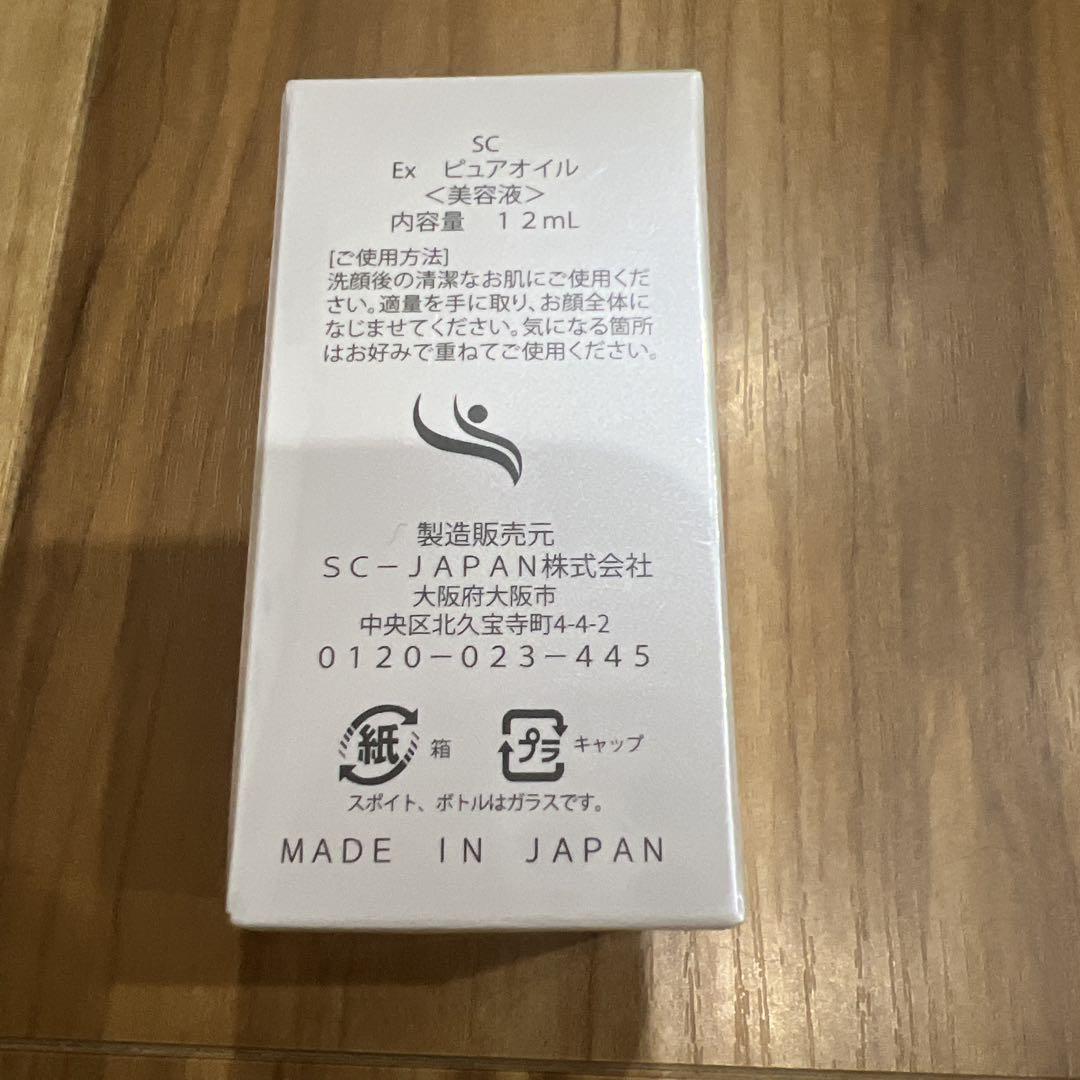 SC
Ex　ピュアオイル
＜美容液＞
内容量　１２mL
[ご使用方法]
洗顔後の清潔なお肌にご使用くだ
さい。適量を手に取り、お顔全体に
なじませてください。気になる箇所
はお好みで重ねてご使用ください。
製造販売元
ＳＣ－ＪＡＰＡＮ株式会社
大阪府大阪市
中央区北久宝寺町4-4-2
０１２０－０２３－４４５
紙 箱 プラ キャップ
スポイト、ボトルはガラスです。
MADE IN JAPAN